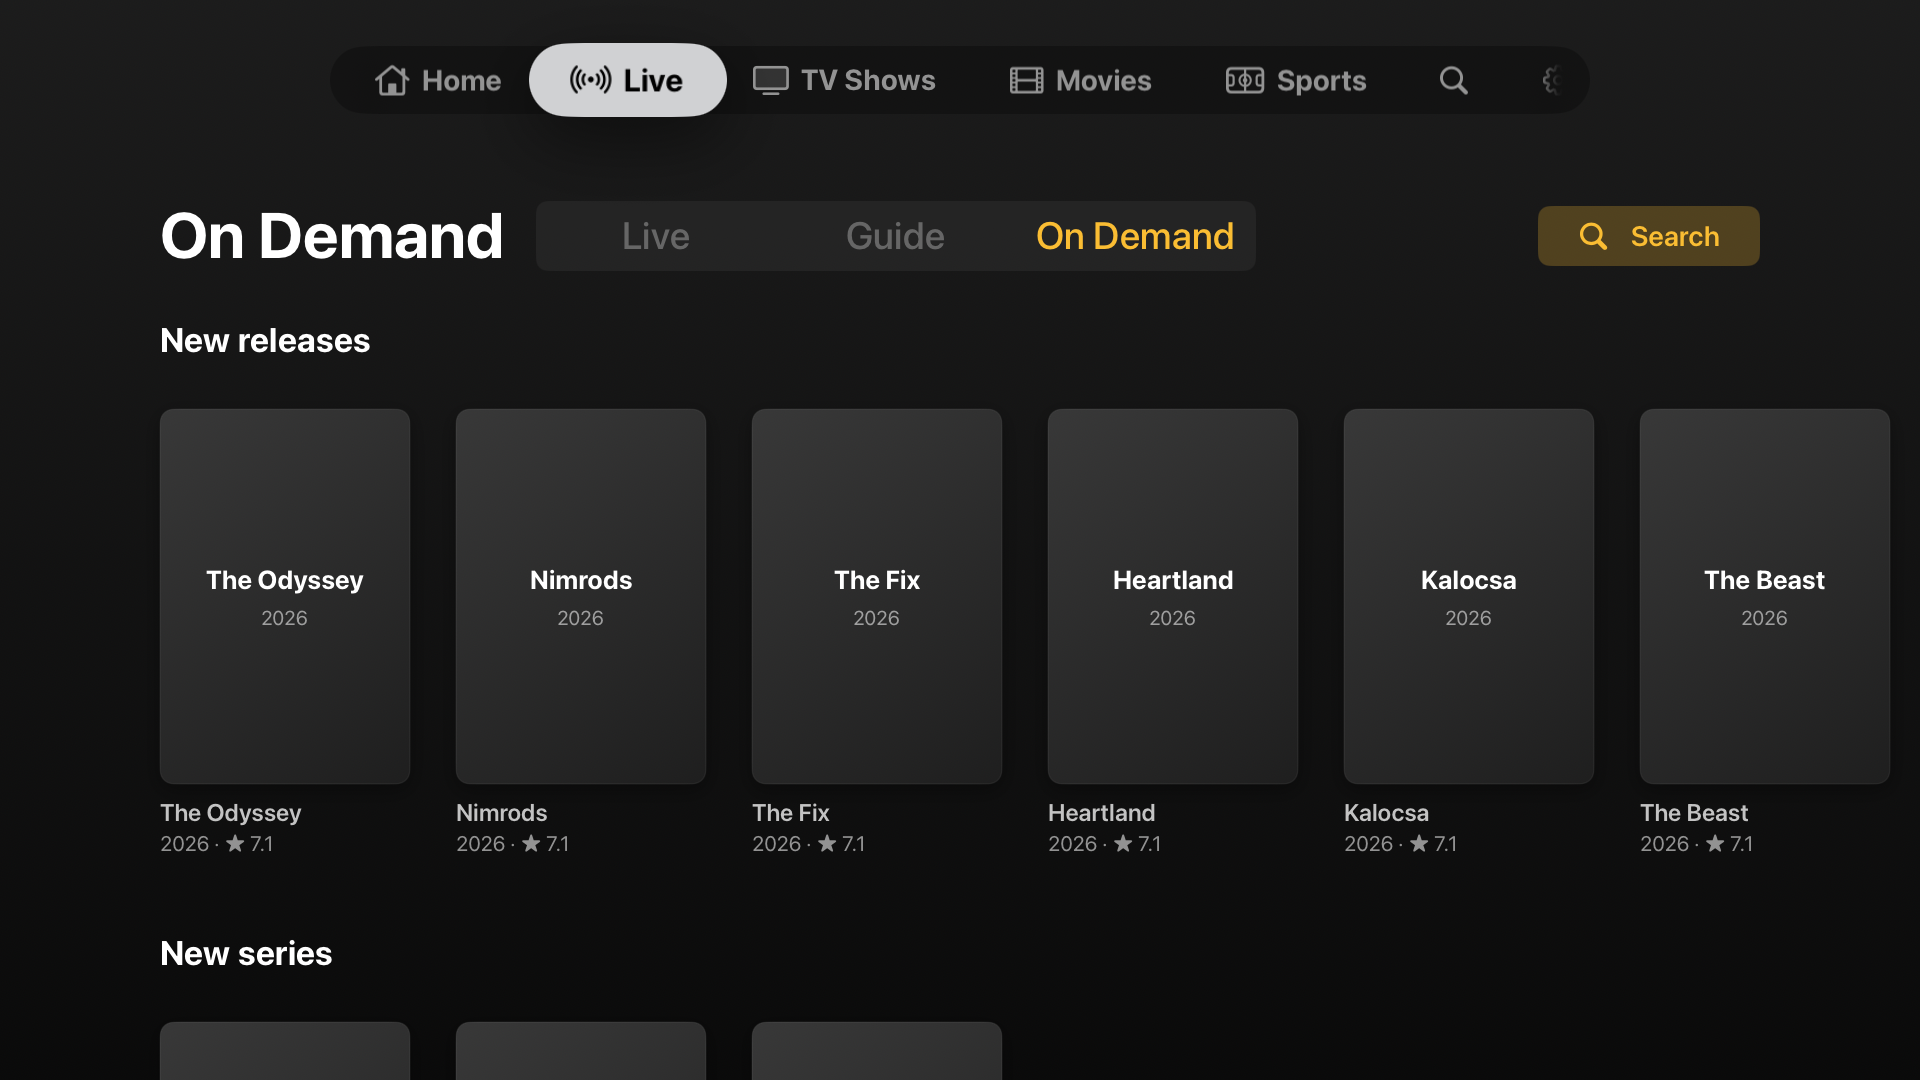 Home Live TV Shows Movies Sports
On Demand Live Guide On Demand Search
New releases
The Odyssey Nimrods The Fix Heartland Kalocsa The Beast
2026 2026 2026 2026 2026 2026
The Odyssey Nimrods The Fix Heartland Kalocsa The Beast
2026 · ★ 7.1 2026 · ★ 7.1 2026 · ★ 7.1 2026 · ★ 7.1 2026 · ★ 7.1 2026 · ★ 7.1
New series